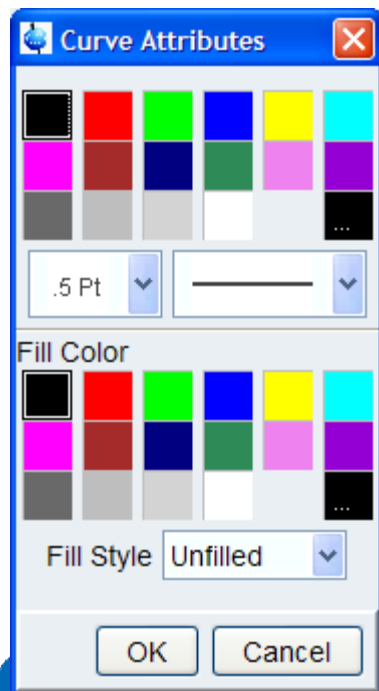 Curve Attributes
...
.5 Pt
Fill Color
...
Fill Style Unfilled
OK Cancel